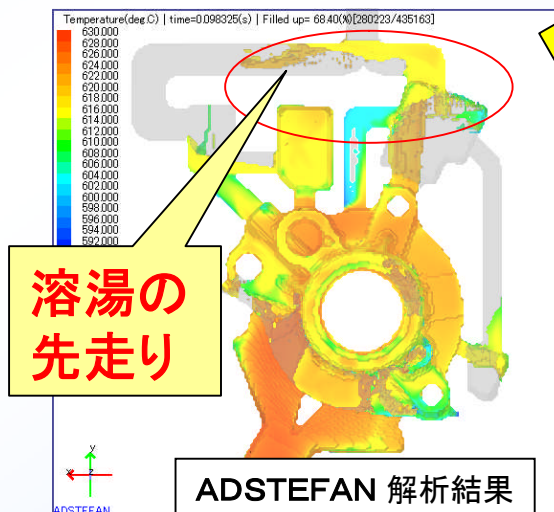 Temperature(deg.C) | time=0.098325(s) | Filled up= 68.40(%)[280223/435163]
630.000
628.000
626.000
624.000
622.000
620.000
618.000
616.000
614.000
612.000
610.000
608.000
606.000
604.000
602.000
600.000
598.000
596.000
594.000
592.000
溶湯の
先走り
y
x z
ADSTEFAN
ADSTEFAN 解析結果